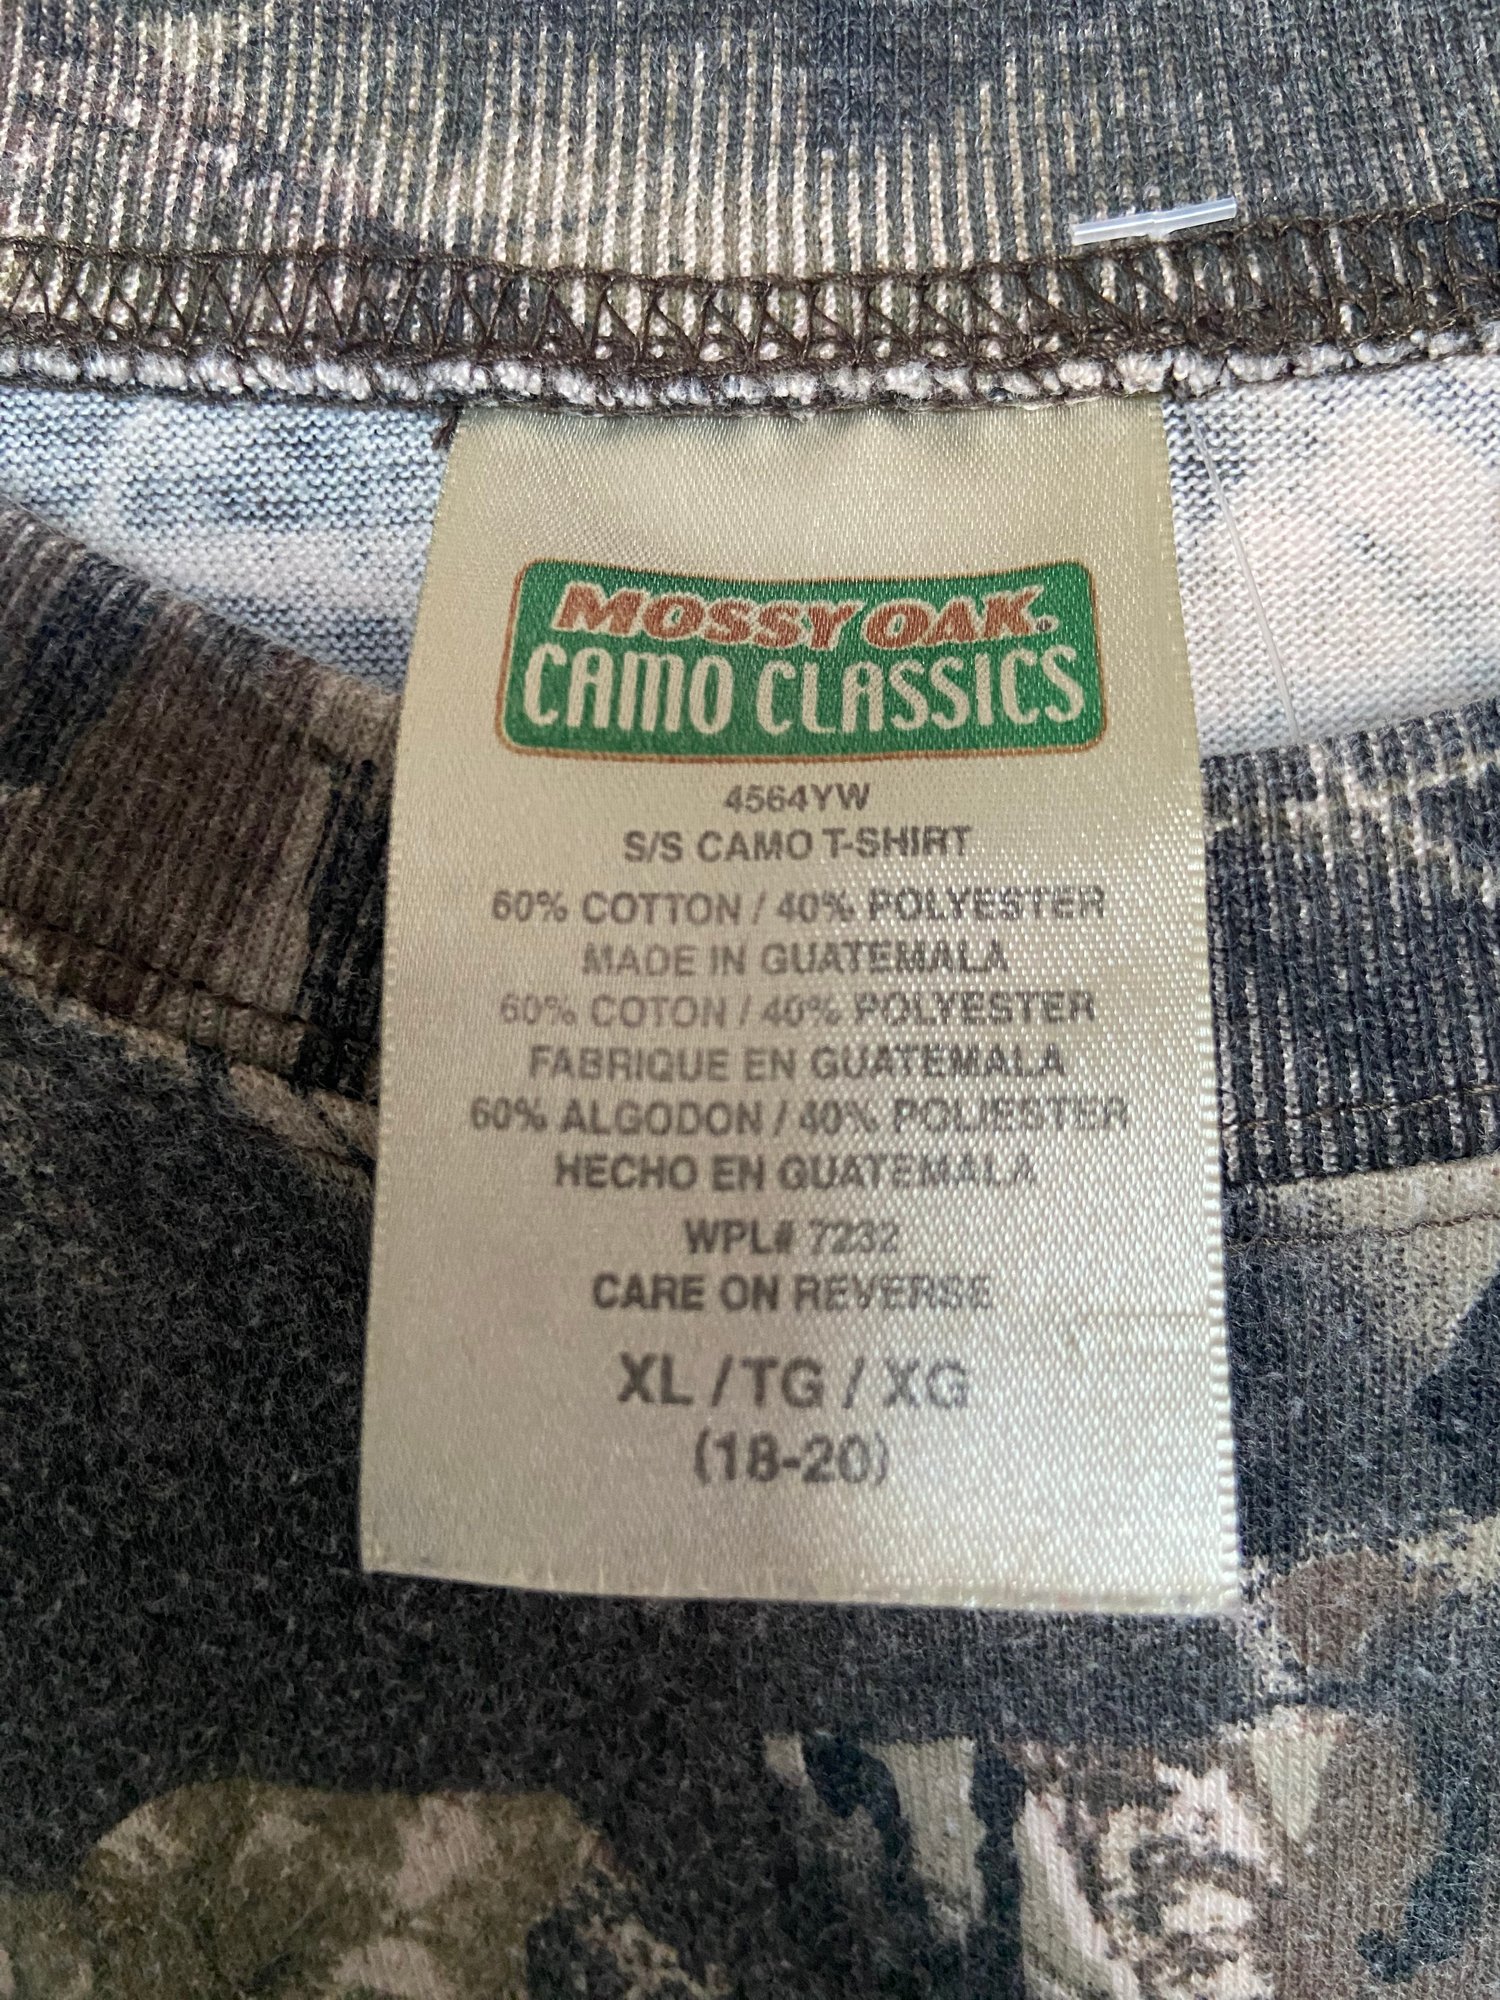 MOSSY OAK®
CAMO CLASSICS
4564YW
S/S CAMO T-SHIRT
60% COTTON / 40% POLYESTER
MADE IN GUATEMALA
60% COTON / 40% POLYESTER
FABRIQUE EN GUATEMALA
60% ALGODON / 40% POLIESTER
HECHO EN GUATEMALA
WPL# 7232
CARE ON REVERSE
XL / TG / XG
(18-20)